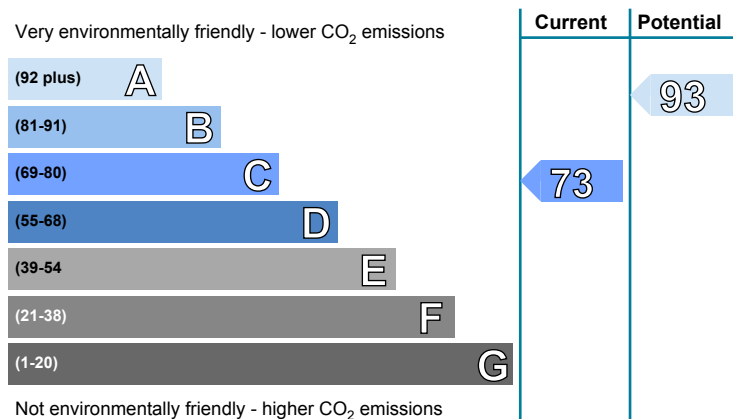 Very environmentally friendly - lower CO2 emissions
Current Potential
(92 plus) A
93
(81-91) B
(69-80) C
73
(55-68) D
(39-54 E
(21-38) F
(1-20) G
Not environmentally friendly - higher CO2 emissions